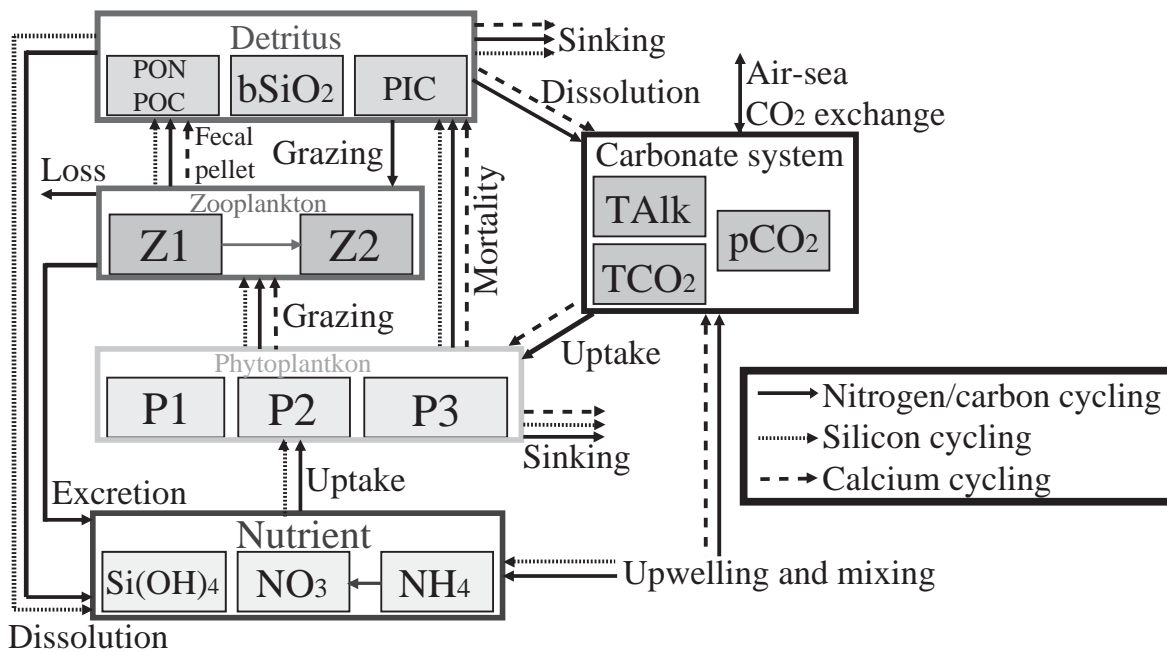 Detritus
PON
POC
bSiO2
PIC
Sinking
Dissolution
Air-sea
CO2 exchange
Fecal
pellet
Grazing
Loss
Mortality
Carbonate system
TAlk
TCO2
pCO2
Zooplankton
Z1
Z2
Grazing
Uptake
Phytoplantkon
P1
P2
P3
Sinking
Nitrogen/carbon cycling
Silicon cycling
Calcium cycling
Excretion
Uptake
Nutrient
Si(OH)4
NO3
NH4
Upwelling and mixing
Dissolution